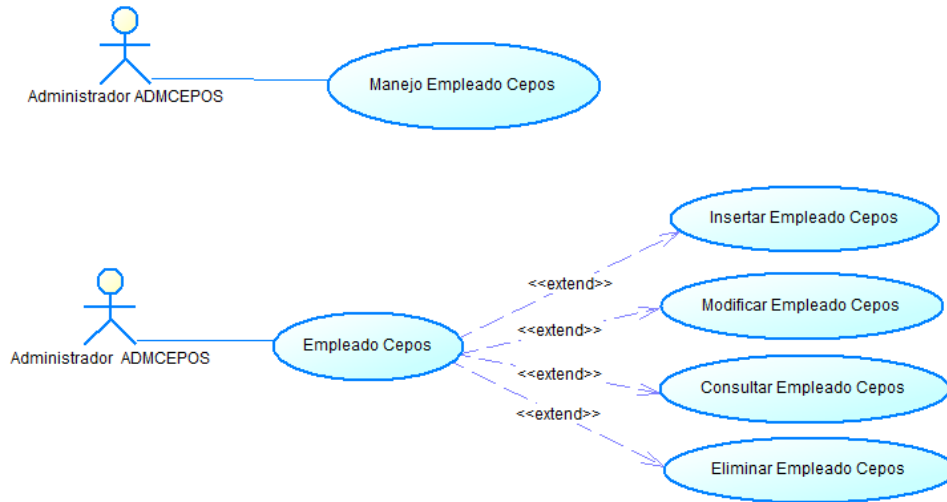 Manejo Empleado Cepos
Administrador ADMCEPOS
Insertar Empleado Cepos
<<extend>>
Modificar Empleado Cepos
<<extend>>
Empleado Cepos
Administrador ADMCEPOS
<<extend>>
Consultar Empleado Cepos
<<extend>>
Eliminar Empleado Cepos